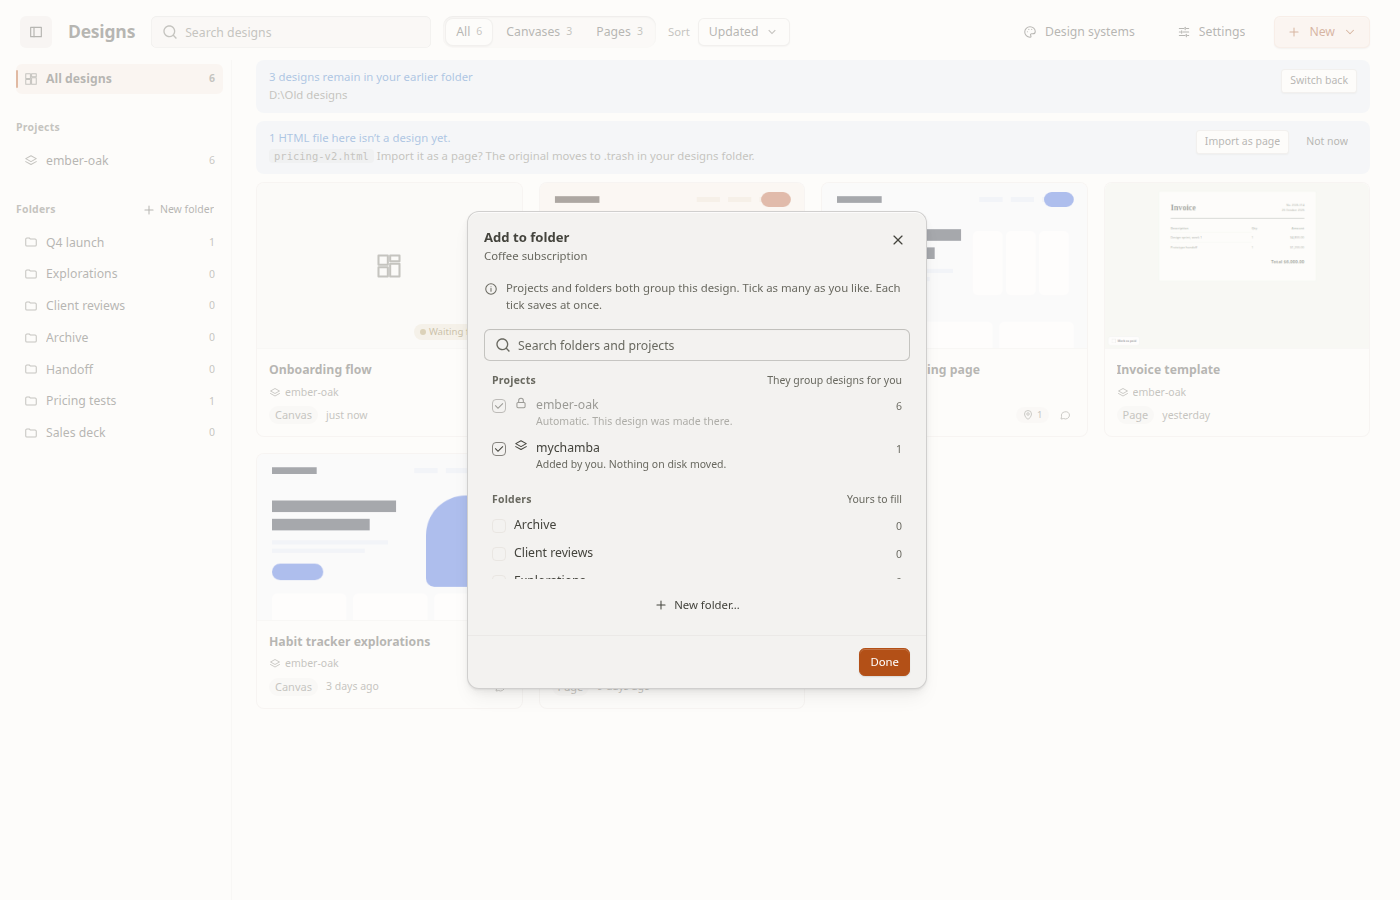 Designs
Search designs
All 6
Canvases 3
Pages 3
Sort
Updated
Design systems
Settings
New
All designs 6
Projects
ember-oak 6
Folders
New folder
Q4 launch 1
Explorations 0
Client reviews 0
Archive 0
Handoff 0
Pricing tests 1
Sales deck 0
3 designs remain in your earlier folder
D:\Old designs
Switch back
1 HTML file here isn't a design yet.
pricing-v2.html Import it as a page? The original moves to .trash in your designs folder.
Import as page
Not now
Waiting
Onboarding flow
ember-oak
Canvas just now
ing page
1
Invoice
Total
Invoice template
ember-oak
Page yesterday
Habit tracker explorations
ember-oak
Canvas 3 days ago
Add to folder
Coffee subscription
Projects and folders both group this design. Tick as many as you like. Each
tick saves at once.
Search folders and projects
Projects They group designs for you
ember-oak 6
Automatic. This design was made there.
mychamba 1
Added by you. Nothing on disk moved.
Folders Yours to fill
Archive 0
Client reviews 0
Explorations
New folder...
Done